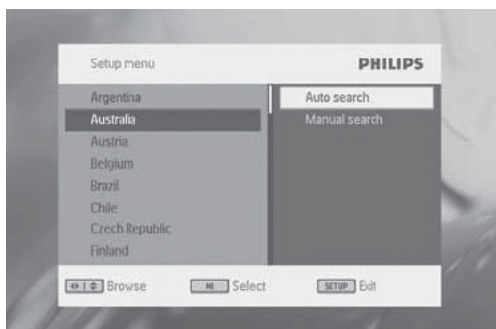 Setup menu PHILIPS
Argentina Auto search
Australia Manual search
Austria
Belgium
Brazil
Chile
Czech Republic
Finland
Browse Select SETUP Exit